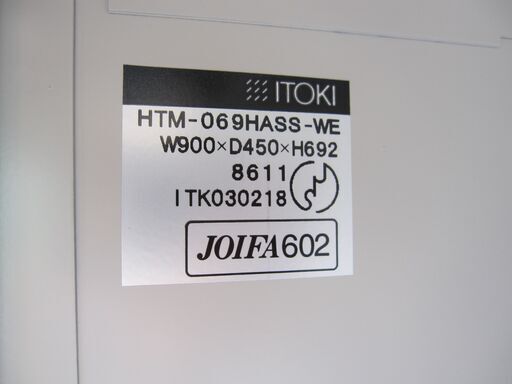 ITOKI
HTM-069HASS-WE
W900×D450×H692
8611
ITK030218
JOIFA602